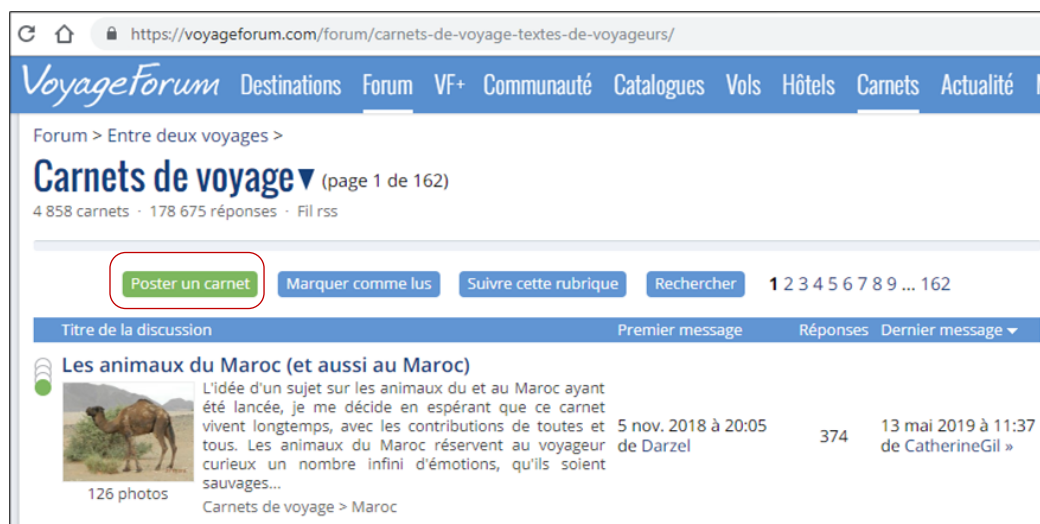 https://voyageforum.com/forum/carnets-de-voyage-textes-de-voyageurs/
VoyageForum Destinations Forum VF+ Communauté Catalogues Vols Hôtels Carnets Actualité
Forum > Entre deux voyages >
Carnets de voyage▼ (page 1 de 162)
4 858 carnets · 178 675 réponses · Fil rss
Poster un carnet Marquer comme lus Suivre cette rubrique Rechercher 1 2 3 4 5 6 7 8 9 ... 162
Titre de la discussion Premier message Réponses Dernier message ▼
Les animaux du Maroc (et aussi au Maroc)
L'idée d'un sujet sur les animaux du et au Maroc ayant
été lancée, je me décide en espérant que ce carnet
vivent longtemps, avec les contributions de toutes et
tous. Les animaux du Maroc réservent au voyageur
curieux un nombre infini d'émotions, qu'ils soient
sauvages...
126 photos
Carnets de voyage > Maroc
5 nov. 2018 à 20:05
de Darzel
374
13 mai 2019 à 11:37
de CatherineGil »